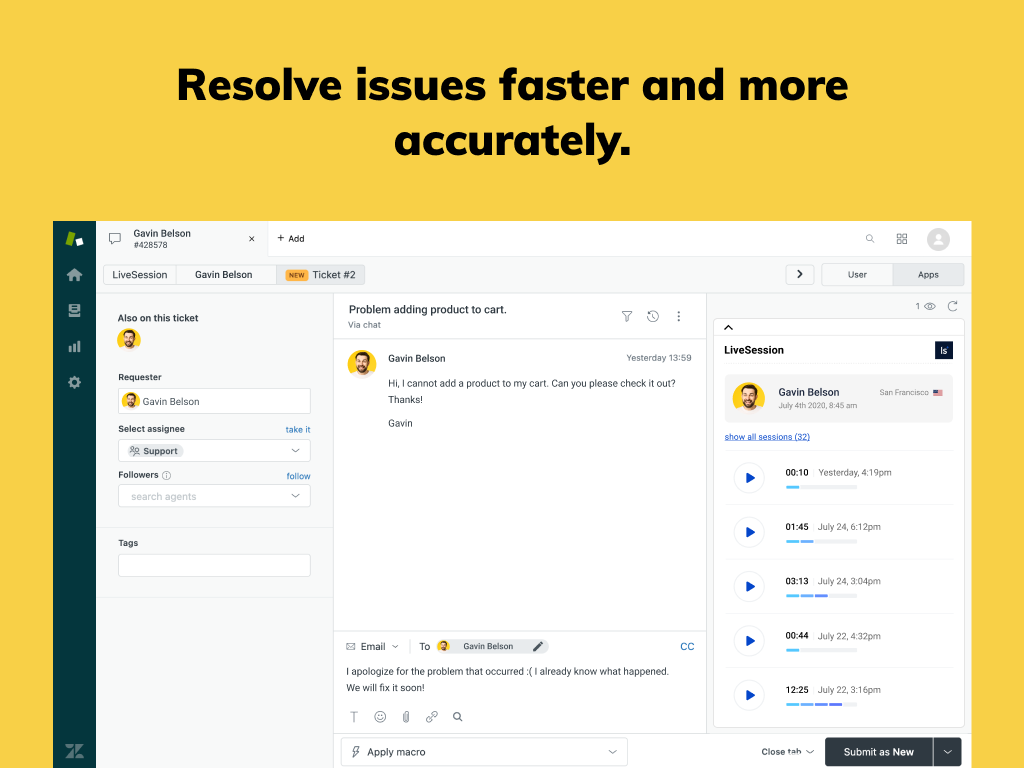 Resolve issues faster and more
accurately.
Gavin Belson
#428578
× + Add
LiveSession Gavin Belson NEW Ticket #2
User Apps
Also on this ticket
Requester
Gavin Belson
Select assignee take it
Support
Followers follow
search agents
Tags
Problem adding product to cart.
Via chat
Gavin Belson Yesterday 13:59
Hi, I cannot add a product to my cart. Can you please check it out?
Thanks!
Gavin
Email To Gavin Belson CC
I apologize for the problem that occurred :( I already know what happened.
We will fix it soon!
Apply macro
Close tab Submit as New
1
LiveSession ls
Gavin Belson San Francisco
July 4th 2020, 8:45 am
show all sessions (32)
00:10 Yesterday, 4:19pm
01:45 July 24, 6:12pm
03:13 July 24, 3:04pm
00:44 July 22, 4:32pm
12:25 July 22, 3:16pm